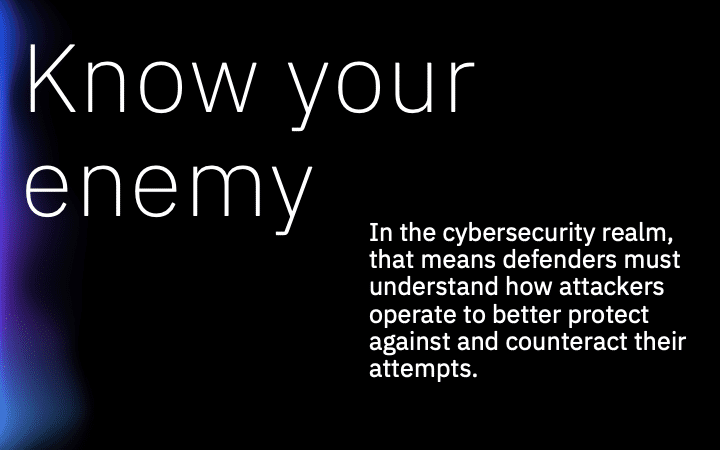 Know your
enemy
In the cybersecurity realm,
that means defenders must
understand how attackers
operate to better protect
against and counteract their
attempts.